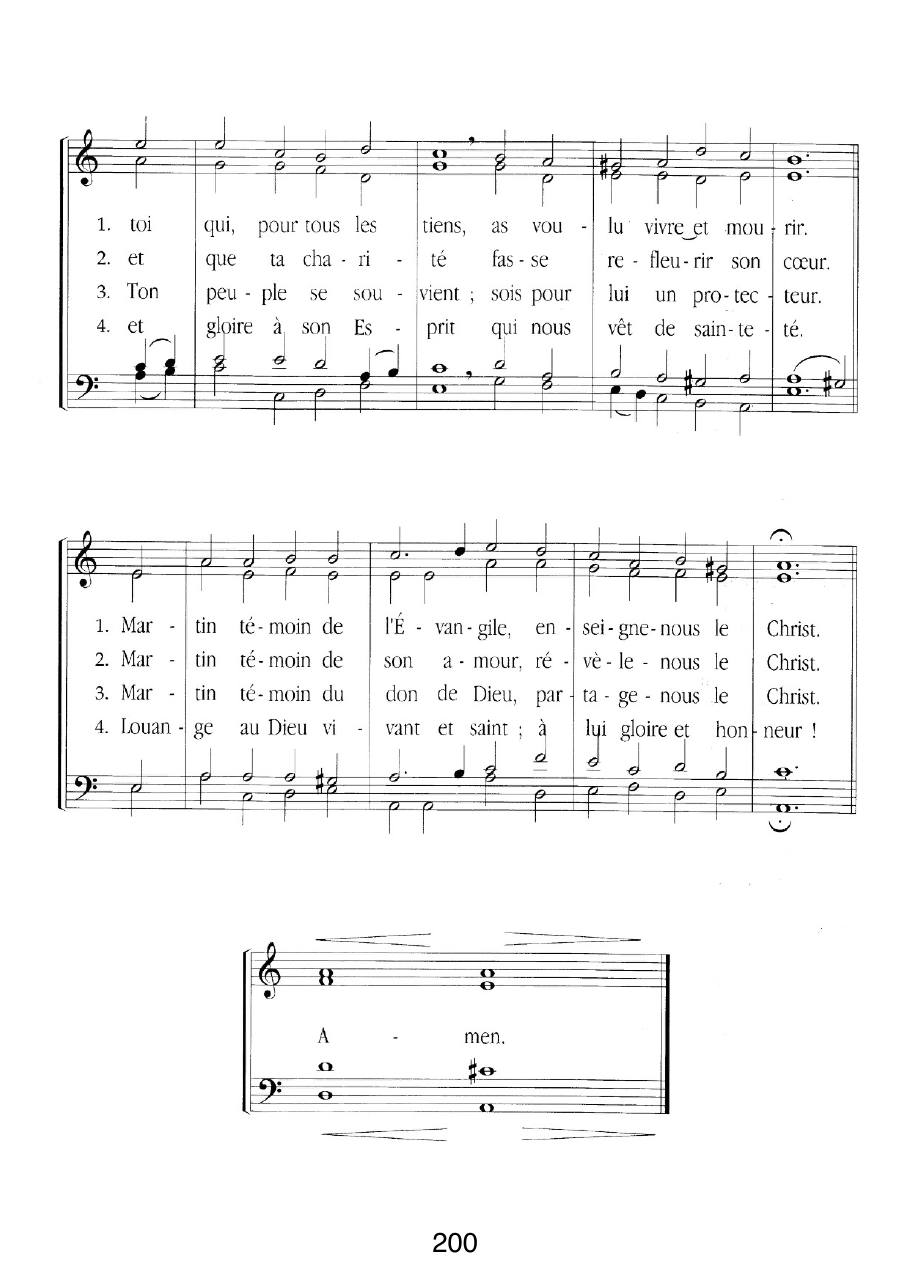 1. toi qui, pour tous les tiens, as vou - lu vivre et mou - rir.
2. et que ta cha - ri - té fas - se re - fleu - rir son cœur.
3. Ton peu - ple se sou - vient ; sois pour lui un pro - tec - teur.
4. et gloire à son Es - prit qui nous vêt de sain - te - té.
1. Mar - tin té - moin de l'É - van - gile, en - sei - gne - nous le Christ.
2. Mar - tin té - moin de son a - mour, ré - vè - le - nous le Christ.
3. Mar - tin té - moin du don de Dieu, par - ta - ge - nous le Christ.
4. Louan - ge au Dieu vi - vant et saint ; à lui gloire et hon - neur !
A - men.
200